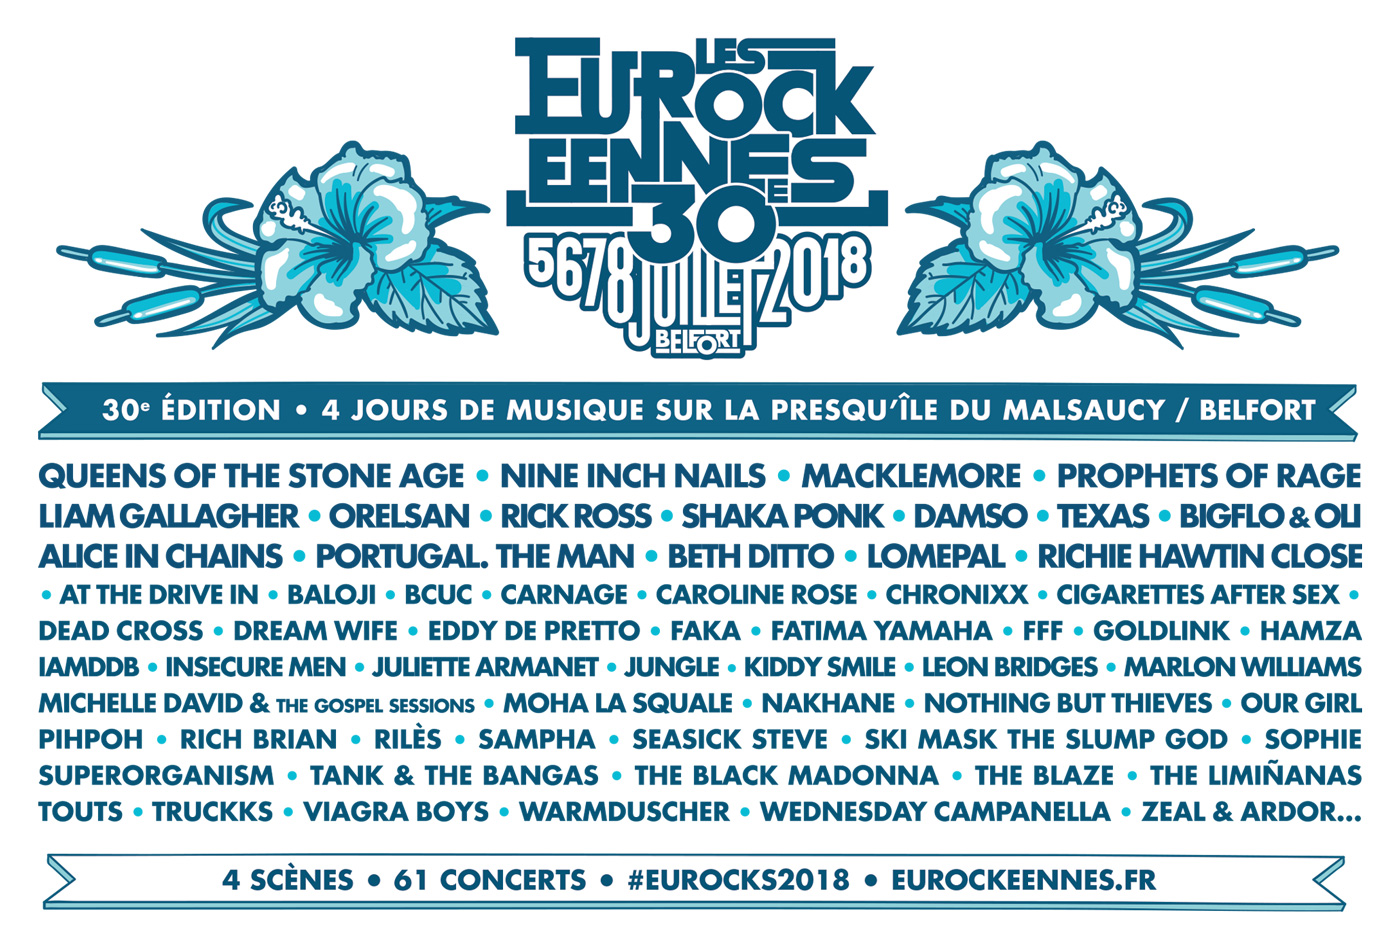 LES
EUROCK
EENNES
30E
5678 JUILLET 2018
BELFORT
30e ÉDITION • 4 JOURS DE MUSIQUE SUR LA PRESQU'ÎLE DU MALSAUCY / BELFORT
QUEENS OF THE STONE AGE • NINE INCH NAILS • MACKLEMORE • PROPHETS OF RAGE
LIAM GALLAGHER • ORELSAN • RICK ROSS • SHAKA PONK • DAMSO • TEXAS • BIGFLO & OLI
ALICE IN CHAINS • PORTUGAL. THE MAN • BETH DITTO • LOMEPAL • RICHIE HAWTIN CLOSE
• AT THE DRIVE IN • BALOJI • BCUC • CARNAGE • CAROLINE ROSE • CHRONIXX • CIGARETTES AFTER SEX •
DEAD CROSS • DREAM WIFE • EDDY DE PRETTO • FAKA • FATIMA YAMAHA • FFF • GOLDLINK • HAMZA
IAMDDB • INSECURE MEN • JULIETTE ARMANET • JUNGLE • KIDDY SMILE • LEON BRIDGES • MARLON WILLIAMS
MICHELLE DAVID & THE GOSPEL SESSIONS • MOHA LA SQUALE • NAKHANE • NOTHING BUT THIEVES • OUR GIRL
PIHPOH • RICH BRIAN • RILÈS • SAMPHA • SEASICK STEVE • SKI MASK THE SLUMP GOD • SOPHIE
SUPERORGANISM • TANK & THE BANGAS • THE BLACK MADONNA • THE BLAZE • THE LIMIÑANAS
TOUTS • TRUCKKS • VIAGRA BOYS • WARMDUSCHER • WEDNESDAY CAMPANELLA • ZEAL & ARDOR...
4 SCÈNES • 61 CONCERTS • #EUROCKS2018 • EUROCKEENNES.FR